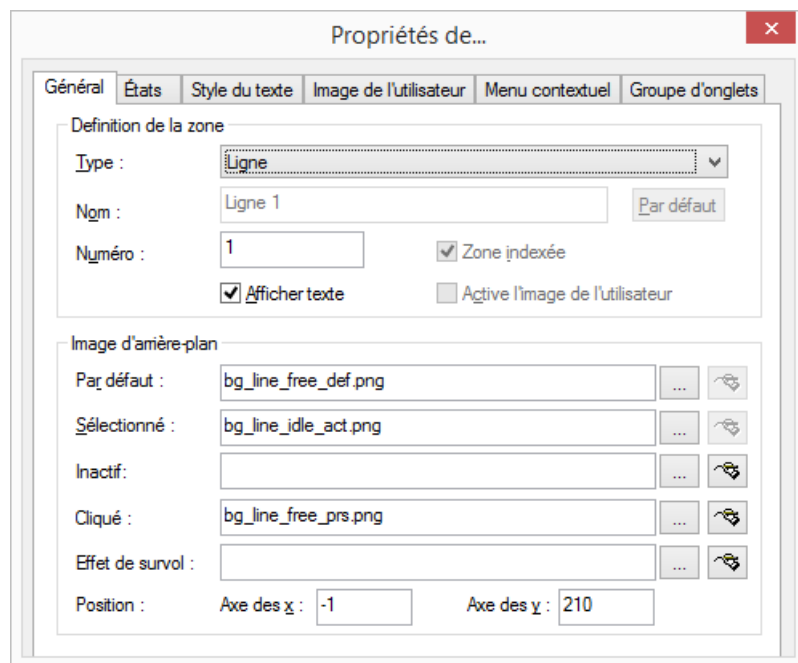 Propriétés de...
Général États Style du texte Image de l'utilisateur Menu contextuel Groupe d'onglets
Definition de la zone
Type : Ligne
Nom : Ligne 1 Par défaut
Numéro : 1 Zone indexée
Afficher texte Active l'image de l'utilisateur
Image d'arrière-plan
Par défaut : bg_line_free_def.png ...
Sélectionné : bg_line_idle_act.png ...
Inactif: ...
Cliqué : bg_line_free_prs.png ...
Effet de survol : ...
Position : Axe des x : -1 Axe des y : 210